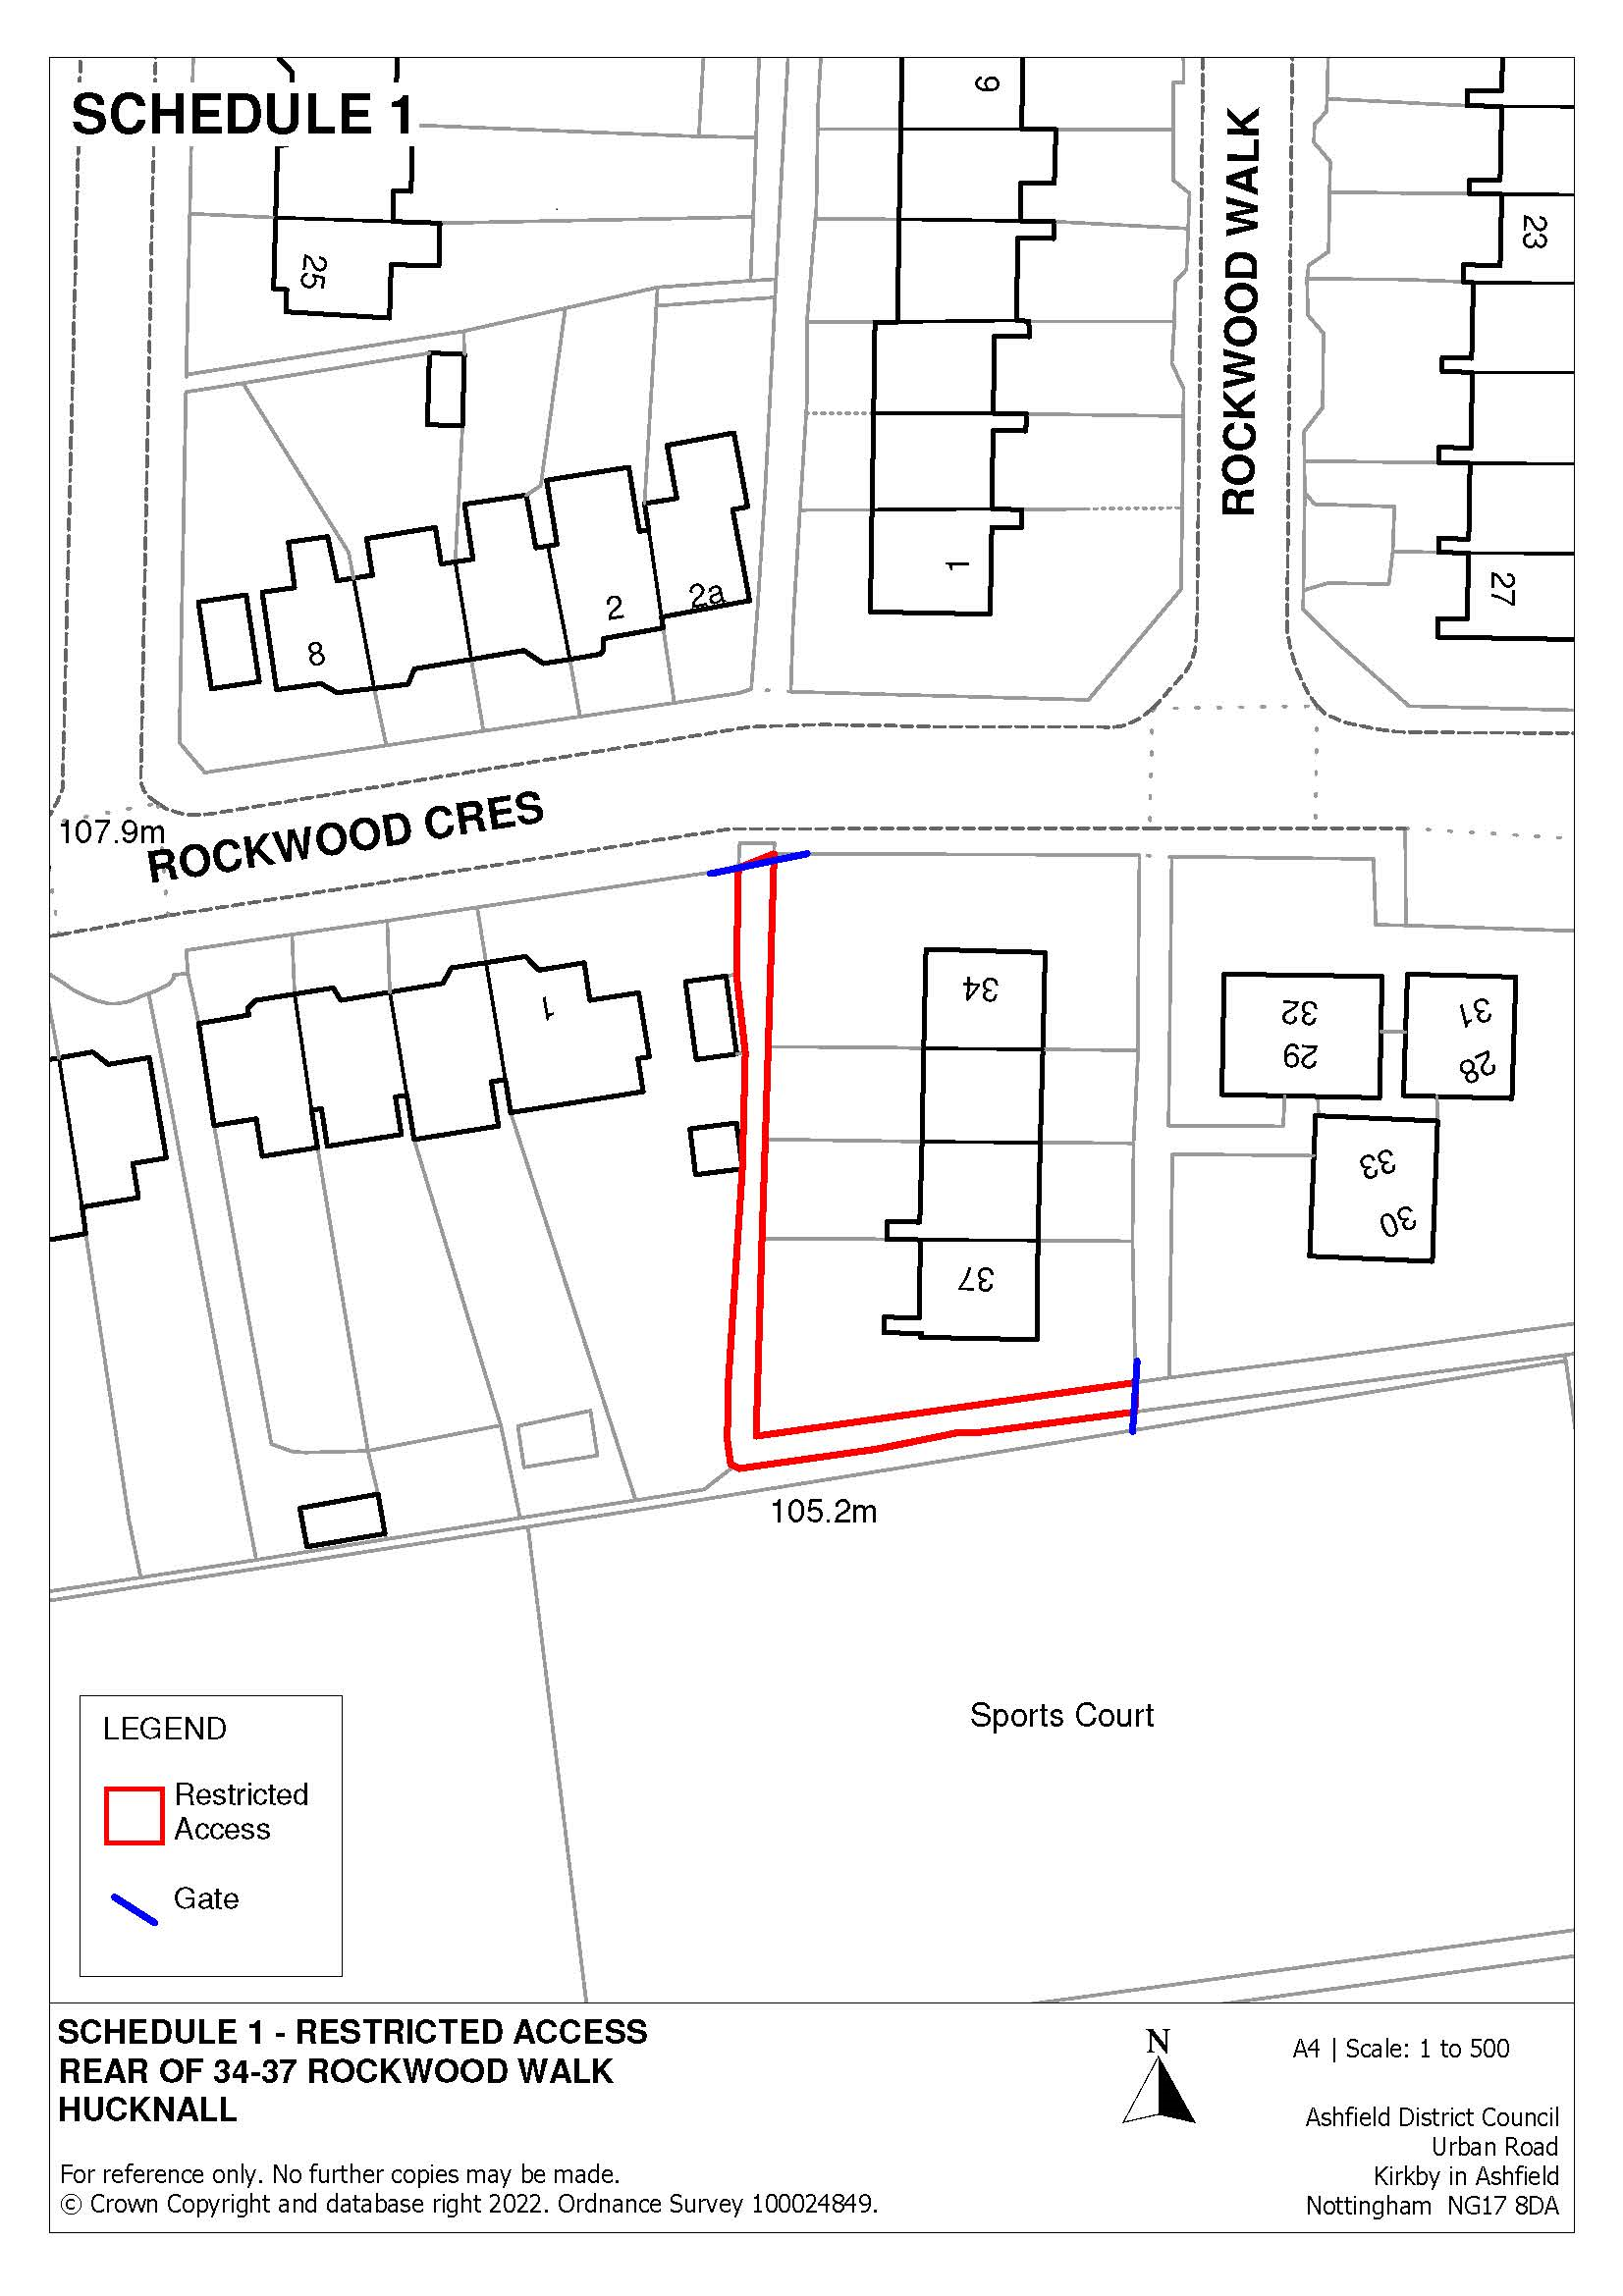 SCHEDULE 1
9
ROCKWOOD WALK
23
25
1
27
2
2a
8
107.9m
ROCKWOOD CRES
34
1
32
29
31
28
33
30
37
105.2m
Sports Court
LEGEND
Restricted
Access
Gate
SCHEDULE 1 - RESTRICTED ACCESS
REAR OF 34-37 ROCKWOOD WALK
HUCKNALL
For reference only. No further copies may be made.
© Crown Copyright and database right 2022. Ordnance Survey 100024849.
N
A4 | Scale: 1 to 500
Ashfield District Council
Urban Road
Kirkby in Ashfield
Nottingham NG17 8DA